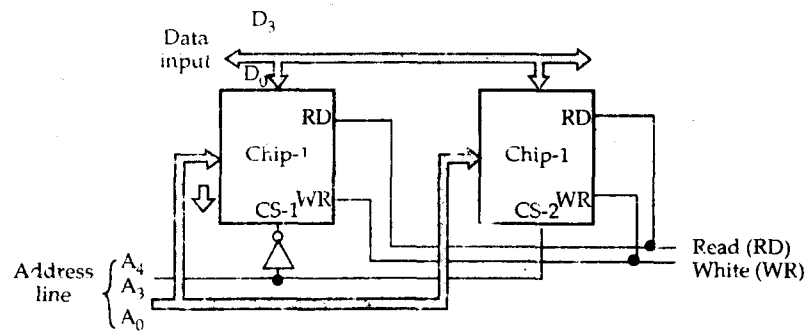 D3
Data
input
D0
RD
Chip-1
WR
CS-1
RD
Chip-1
WR
CS-2
Read (RD)
White (WR)
Address
line
A4
A3
A0